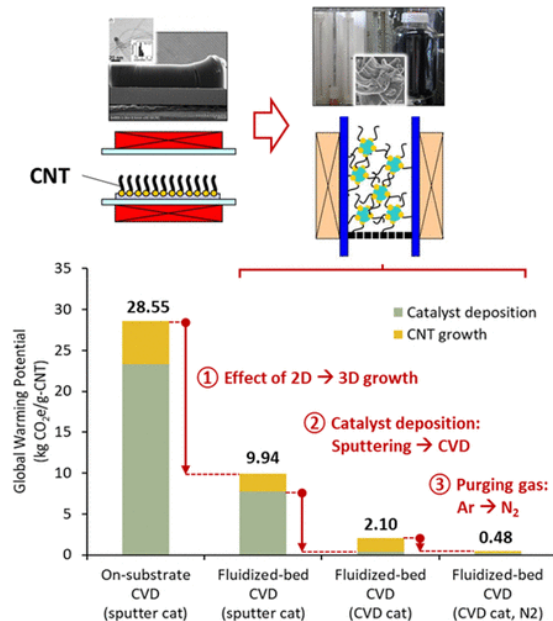 CNT
35
30
25
20
15
10
5
0
Global Warming Potential
(kg CO₂e/g-CNT)
28.55
9.94
2.10
0.48
Catalyst deposition
CNT growth
① Effect of 2D → 3D growth
② Catalyst deposition:
Sputtering → CVD
③ Purging gas:
Ar → N₂
On-substrate
CVD
(sputter cat)
Fluidized-bed
CVD
(sputter cat)
Fluidized-bed
CVD
(CVD cat)
Fluidized-bed
CVD
(CVD cat, N2)